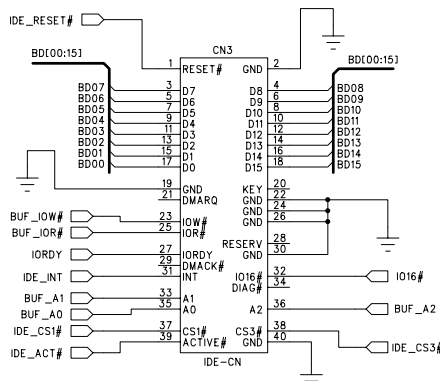 IDE_RESET#
CN3
1 RESET# GND 2
BD[00:15] BD[00:15]
BD07 3 D7 D8 4 BD08
BD06 5 D6 D9 6 BD09
BD05 7 D5 D10 8 BD10
BD04 9 D4 D11 10 BD11
BD03 11 D3 D12 12 BD12
BD02 13 D2 D13 14 BD13
BD01 15 D1 D14 16 BD14
BD00 17 D0 D15 18 BD15
19 GND KEY 20
21 DMARQ GND 22
GND 24
BUF_IOW# 23 IOW# GND 26
BUF_IOR# 25 IOR#
RESERV 28
IORDY 27 IORDY GND 30
29 DMACK#
IDE_INT 31 INT IO16# 32 IO16#
DIAG# 34
BUF_A1 33 A1
BUF_A0 35 A0 A2 36 BUF_A2
IDE_CS1# 37 CS1# CS3# 38 IDE_CS3#
IDE_ACT# 39 ACTIVE# GND 40
IDE-CN